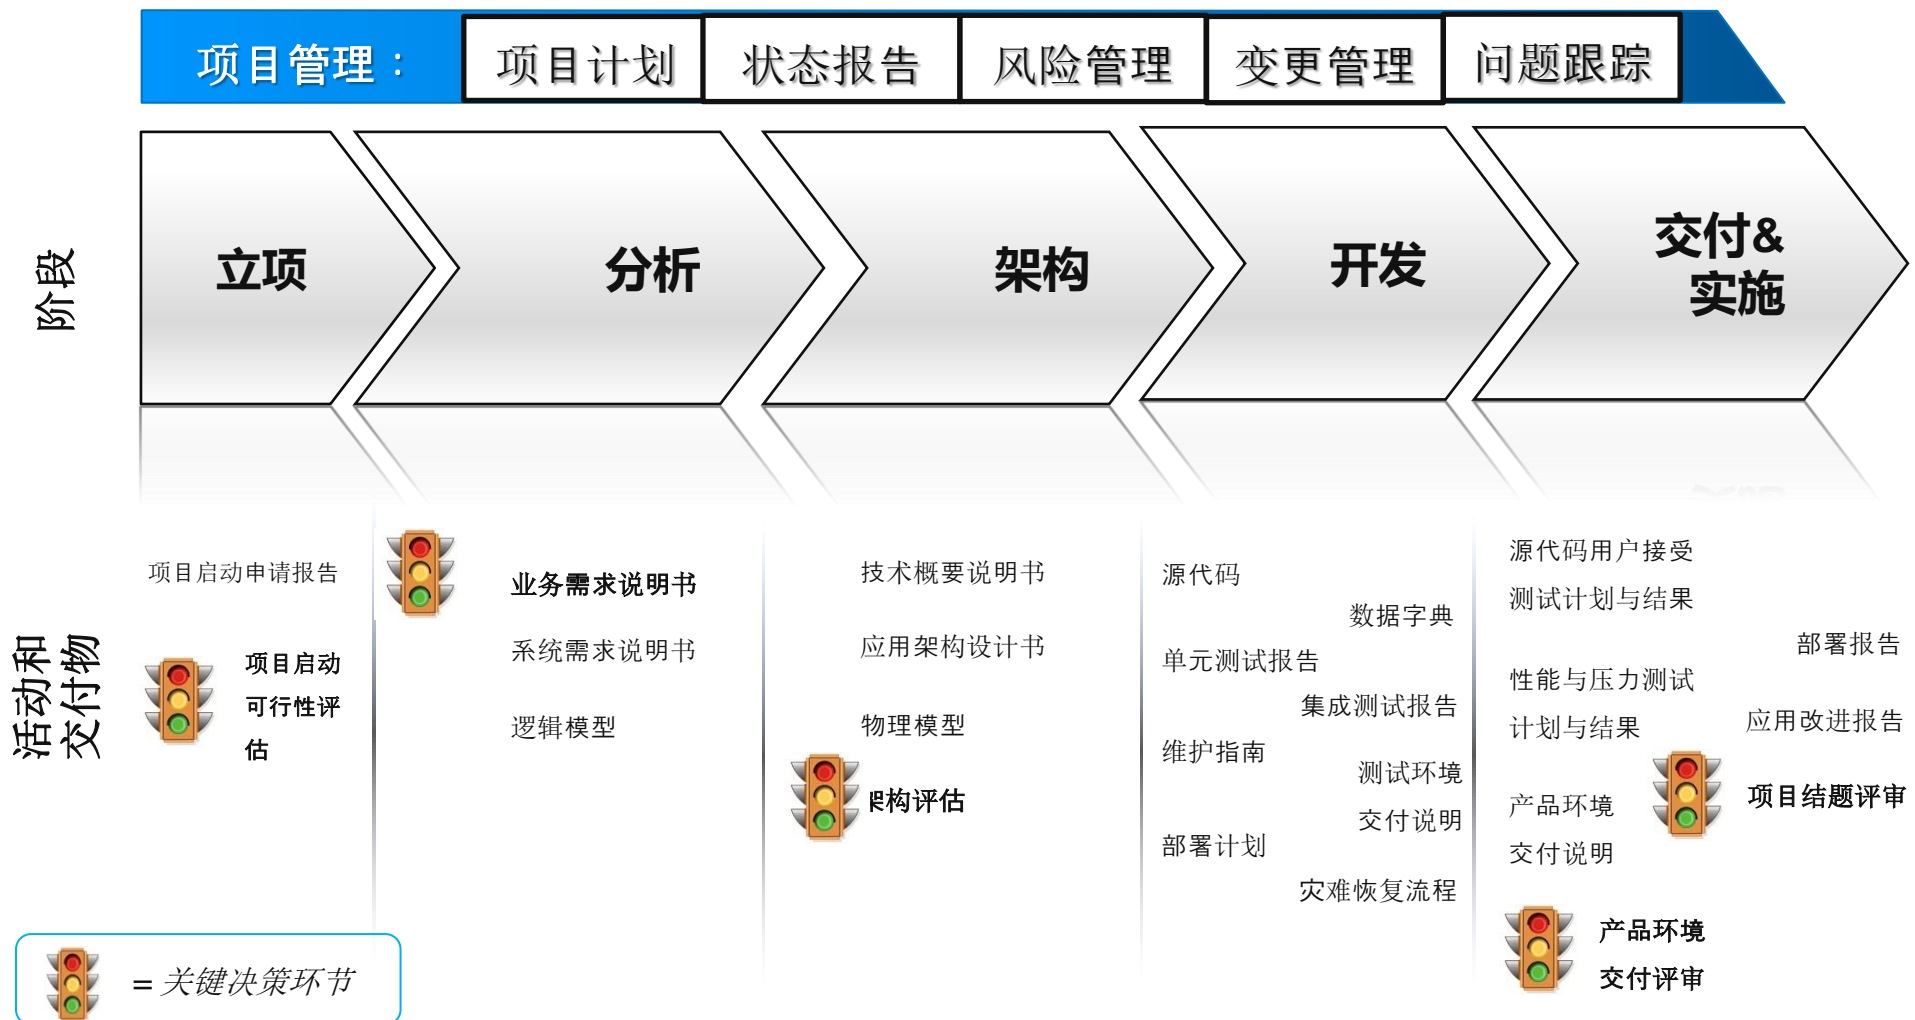 项目管理：
项目计划
状态报告
风险管理
变更管理
问题跟踪
阶段
立项
分析
架构
开发
交付&
实施
活动和
交付物
项目启动申请报告
项目启动
可行性评
估
业务需求说明书
系统需求说明书
逻辑模型
技术概要说明书
应用架构设计书
物理模型
架构评估
源代码
数据字典
单元测试报告
集成测试报告
维护指南
测试环境
交付说明
部署计划
灾难恢复流程
源代码用户接受
测试计划与结果
部署报告
性能与压力测试
计划与结果
应用改进报告
项目结题评审
产品环境
交付说明
产品环境
交付评审
= 关键决策环节